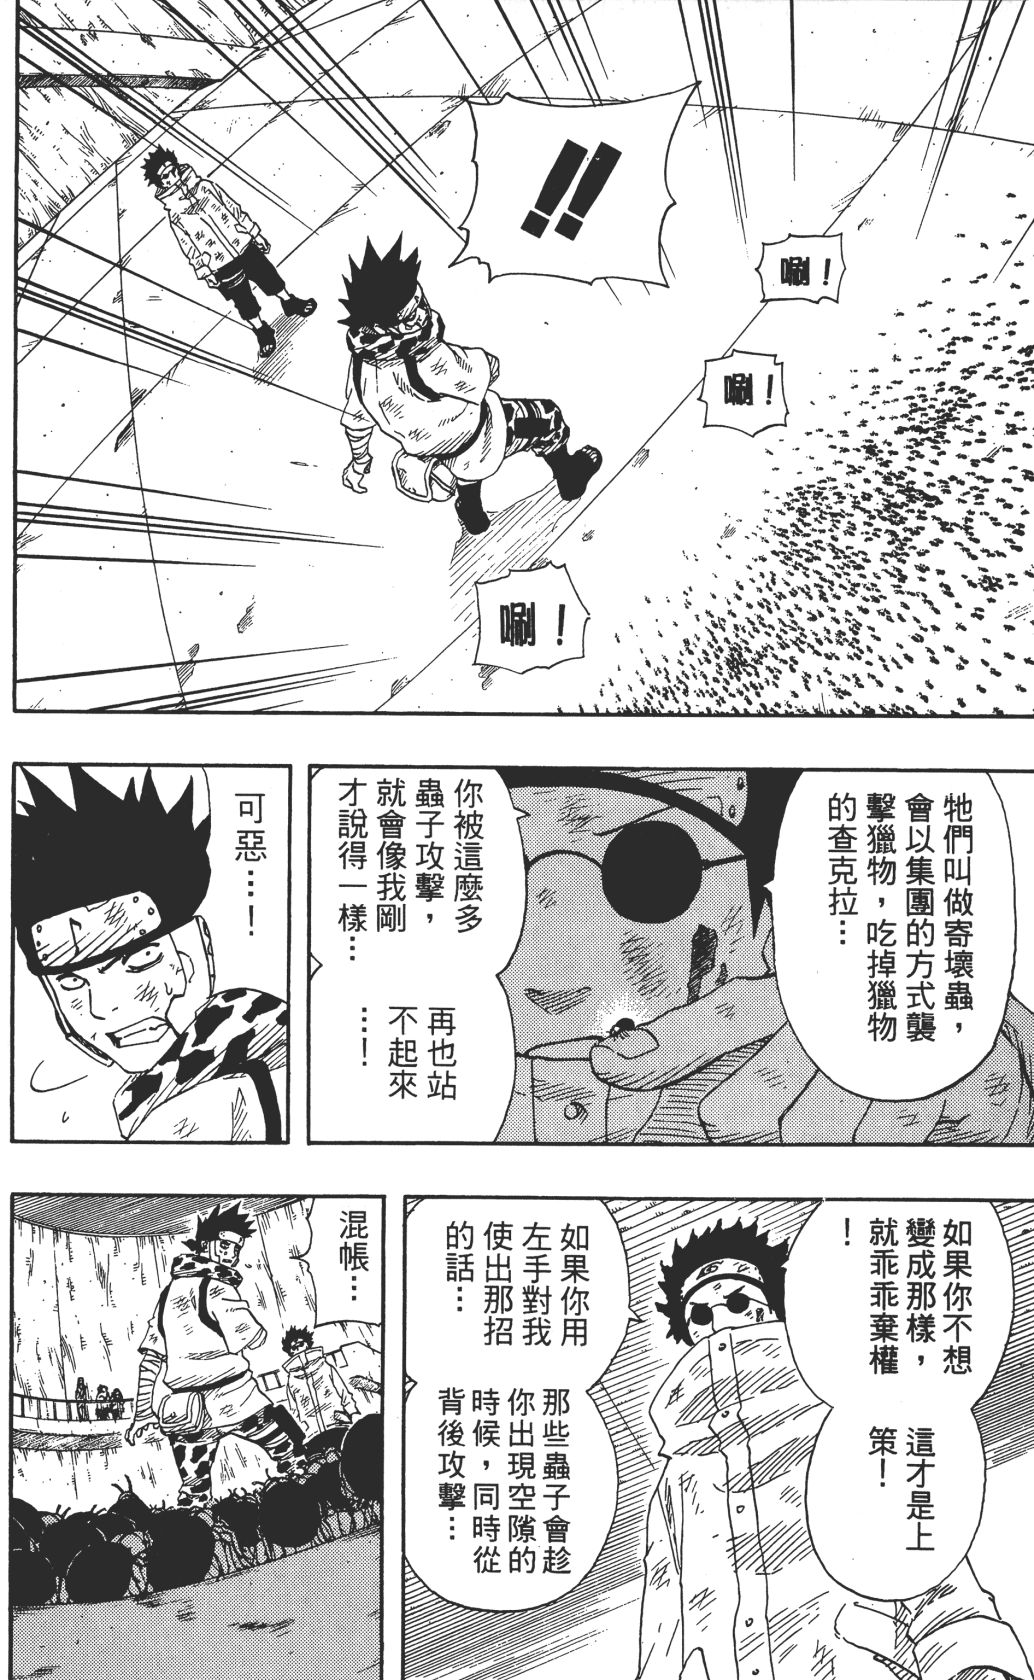 !!
唰！
唰！
唰！
牠們叫做寄壞蟲，
會以集團的方式襲
擊獵物，吃掉獵物
的查克拉…
你被這麼多
蟲子攻擊，
就會像我剛
才說得一樣…
再也站
不起來
…！
可惡…！
如果你不想
變成那樣，
就乖乖棄權
！
這才是上
策！
如果你用
左手對我
使出那招
的話…
那些蟲子會趁
你出現空隙的
時候，同時從
背後攻擊…
混帳…